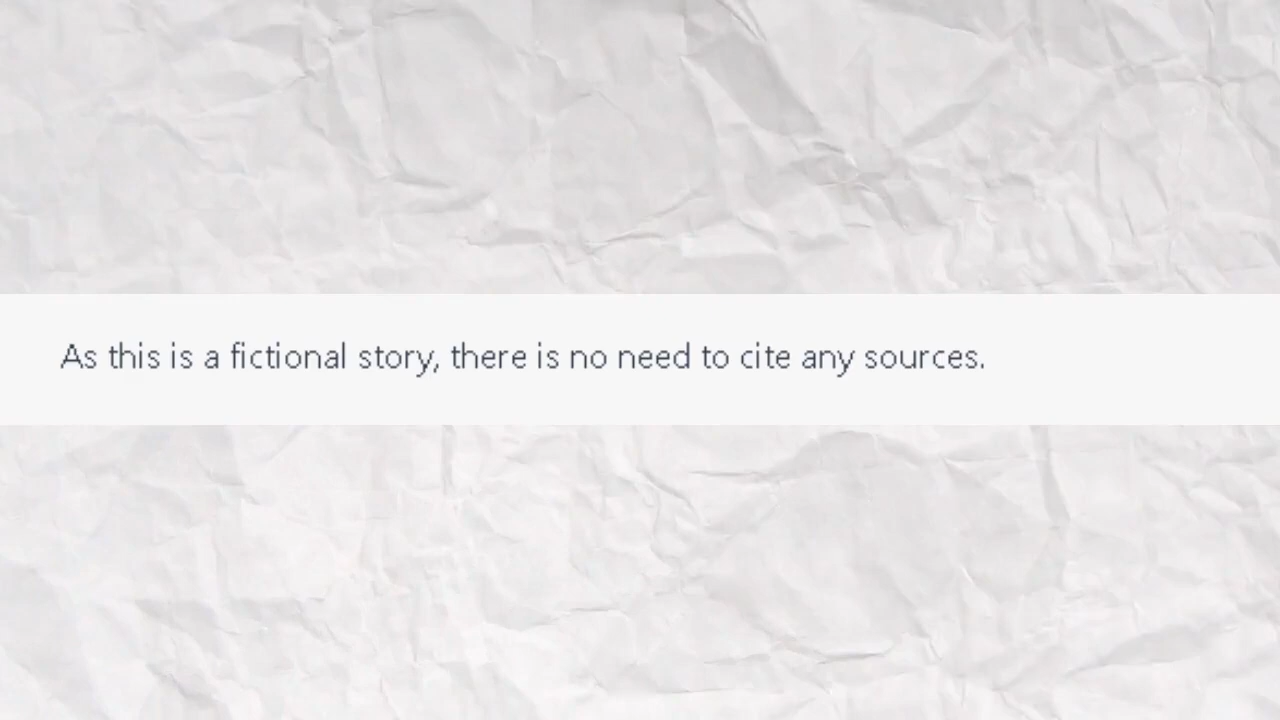 As this is a fictional story, there is no need to cite any sources.